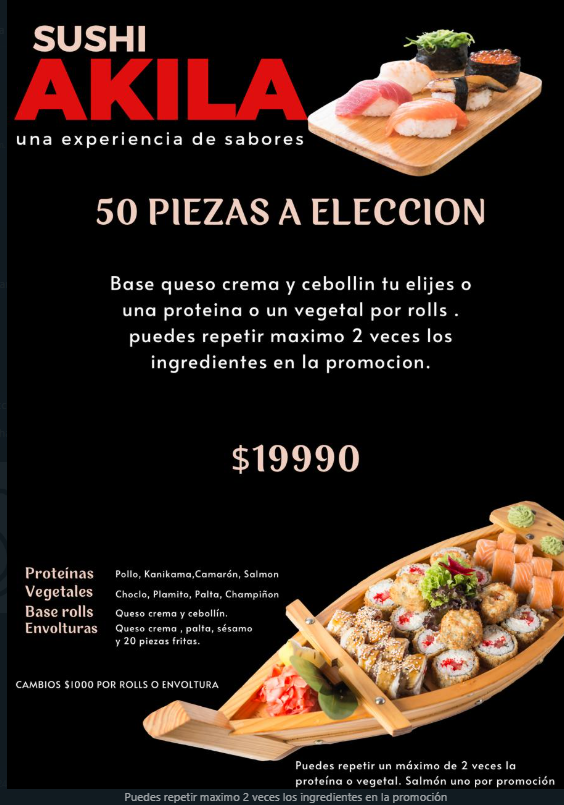 SUSHI
AKILA
una experiencia de sabores
50 PIEZAS A ELECCION
Base queso crema y cebollin tu elijes o
una proteina o un vegetal por rolls .
puedes repetir maximo 2 veces los
ingredientes en la promocion.
$19990
Proteínas Pollo, Kanikama,Camarón, Salmon
Vegetales Choclo, Plamito, Palta, Champiñon
Base rolls Queso crema y cebollín.
Envolturas Queso crema , palta, sésamo
y 20 piezas fritas.
CAMBIOS $1000 POR ROLLS O ENVOLTURA
Puedes repetir un máximo de 2 veces la
proteína o vegetal. Salmón uno por promoción
Puedes repetir maximo 2 veces los ingredientes en la promoción